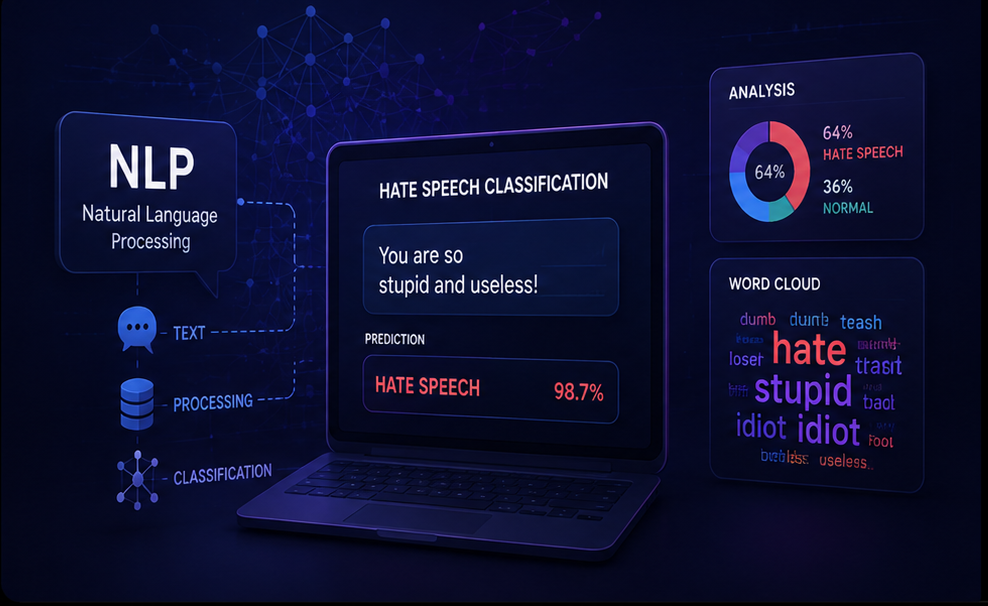 NLP
Natural Language
Processing
TEXT
PROCESSING
CLASSIFICATION
HATE SPEECH CLASSIFICATION
You are so
stupid and useless!
PREDICTION
HATE SPEECH 98.7%
ANALYSIS
64%
64%
HATE SPEECH
36%
NORMAL
WORD CLOUD
dumb teash
hate
stupid
idiot idiot
useless..